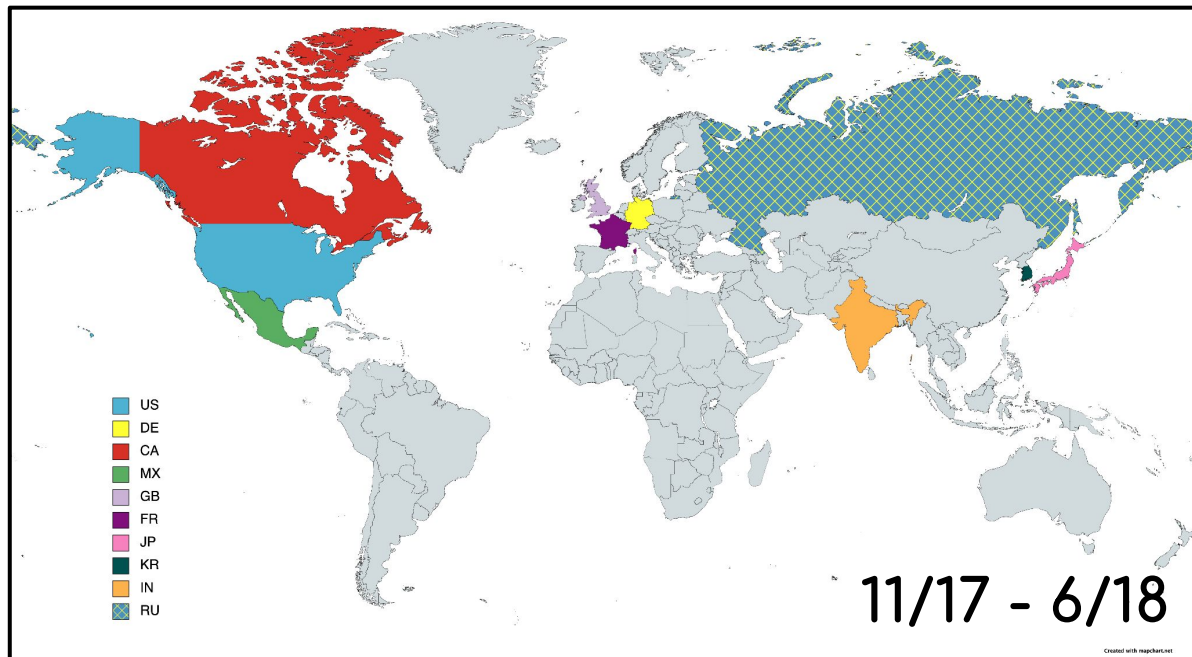 US
DE
CA
MX
GB
FR
JP
KR
IN
RU
11/17 - 6/18
Created with mapchart.net